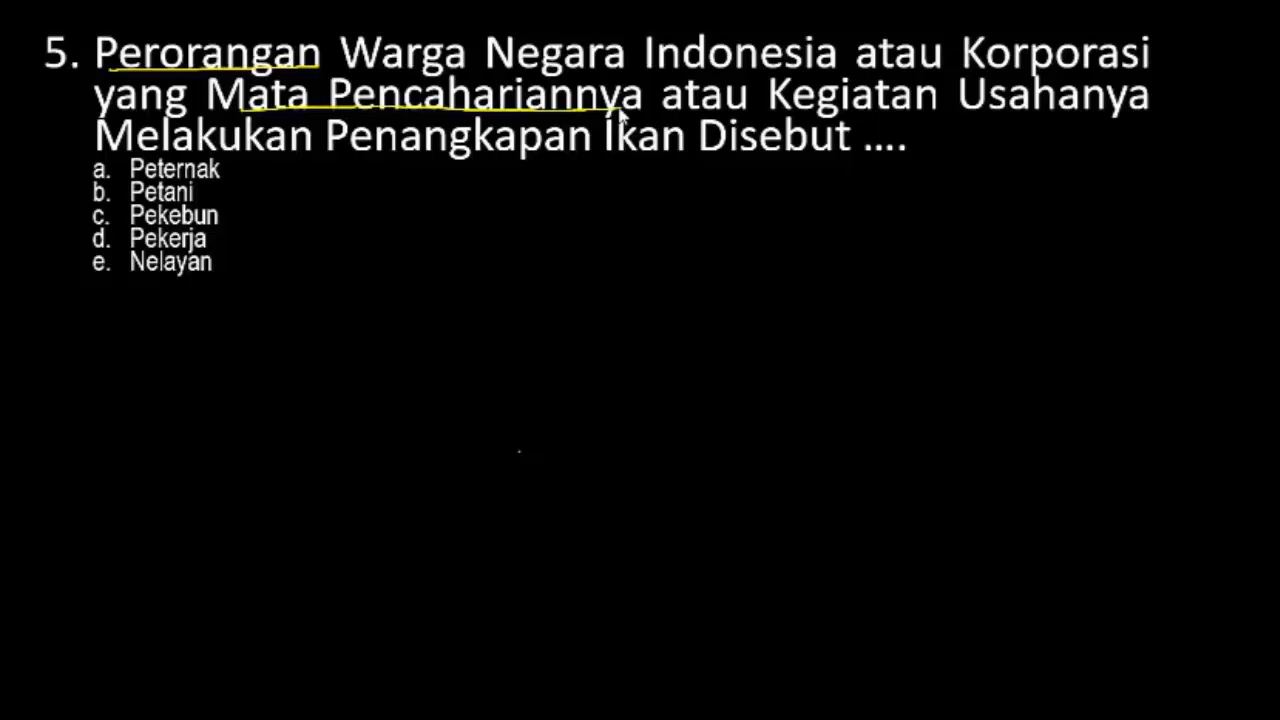 5. Perorangan Warga Negara Indonesia atau Korporasi
yang Mata Pencahariannya atau Kegiatan Usahanya
Melakukan Penangkapan Ikan Disebut ....
a. Peternak
b. Petani
c. Pekebun
d. Pekerja
e. Nelayan